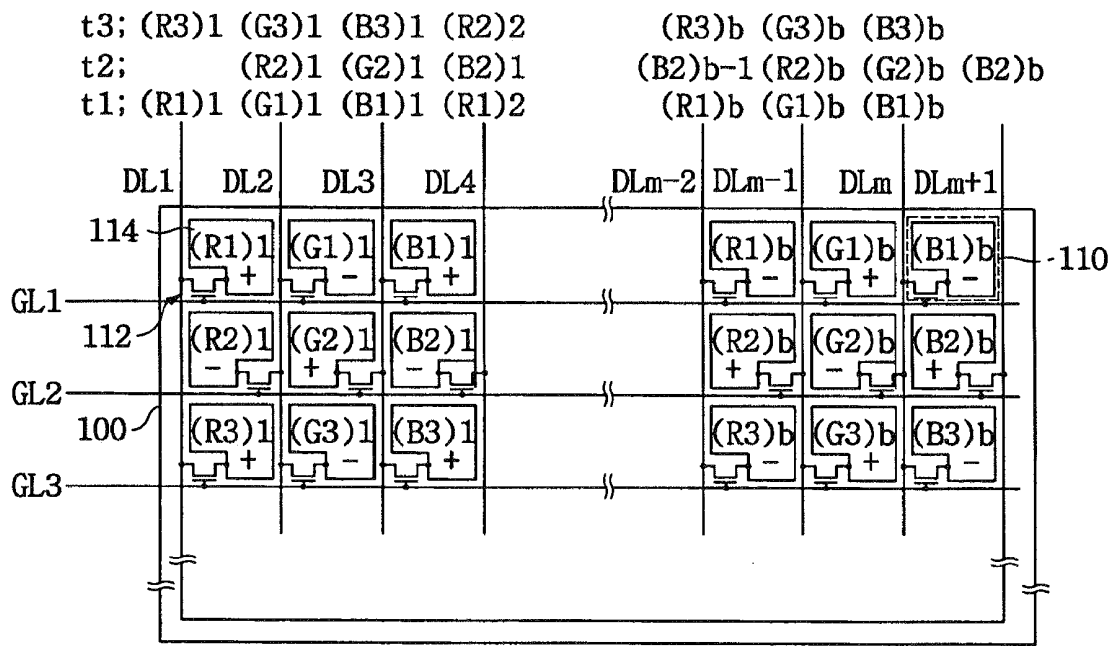 t3; (R3)1 (G3)1 (B3)1 (R2)2 (R3)b (G3)b (B3)b
t2; (R2)1 (G2)1 (B2)1 (B2)b-1 (R2)b (G2)b (B2)b
t1; (R1)1 (G1)1 (B1)1 (R1)2 (R1)b (G1)b (B1)b
DL1 DL2 DL3 DL4 DLm-2 DLm-1 DLm DLm+1
114 (R1)1 (G1)1 (B1)1 (R1)b (G1)b (B1)b 110
+ - + - + -
GL1
112 (R2)1 (G2)1 (B2)1 (R2)b (G2)b (B2)b
- + - + - +
GL2
100 (R3)1 (G3)1 (B3)1 (R3)b (G3)b (B3)b
+ - + - + -
GL3